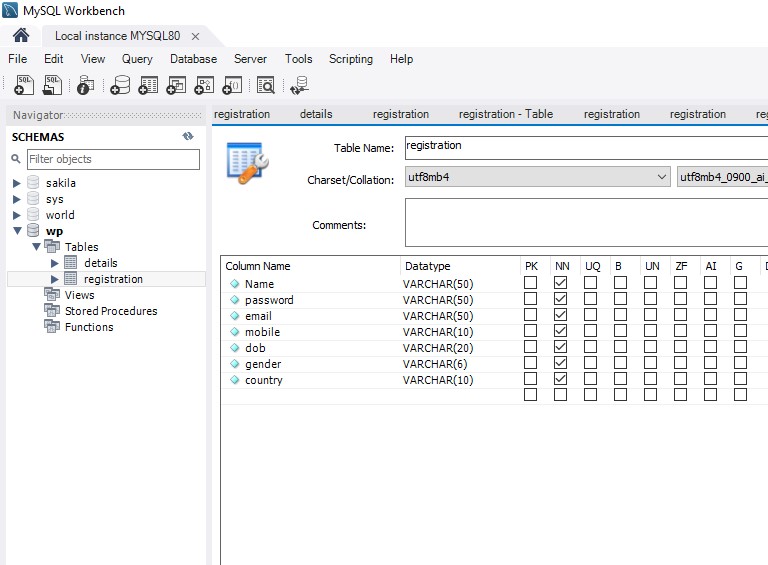 MySQL Workbench
Local instance MYSQL80
File Edit View Query Database Server Tools Scripting Help
SQL SQL
Navigator
SCHEMAS
Filter objects
sakila
sys
world
wp
Tables
details
registration
Views
Stored Procedures
Functions
registration details registration registration - Table registration registration reg
Table Name: registration
Charset/Collation: utf8mb4 utf8mb4_0900_ai_
Comments:
Column Name Datatype PK NN UQ B UN ZF AI G D
Name VARCHAR(50)
password VARCHAR(50)
email VARCHAR(50)
mobile VARCHAR(10)
dob VARCHAR(20)
gender VARCHAR(6)
country VARCHAR(10)